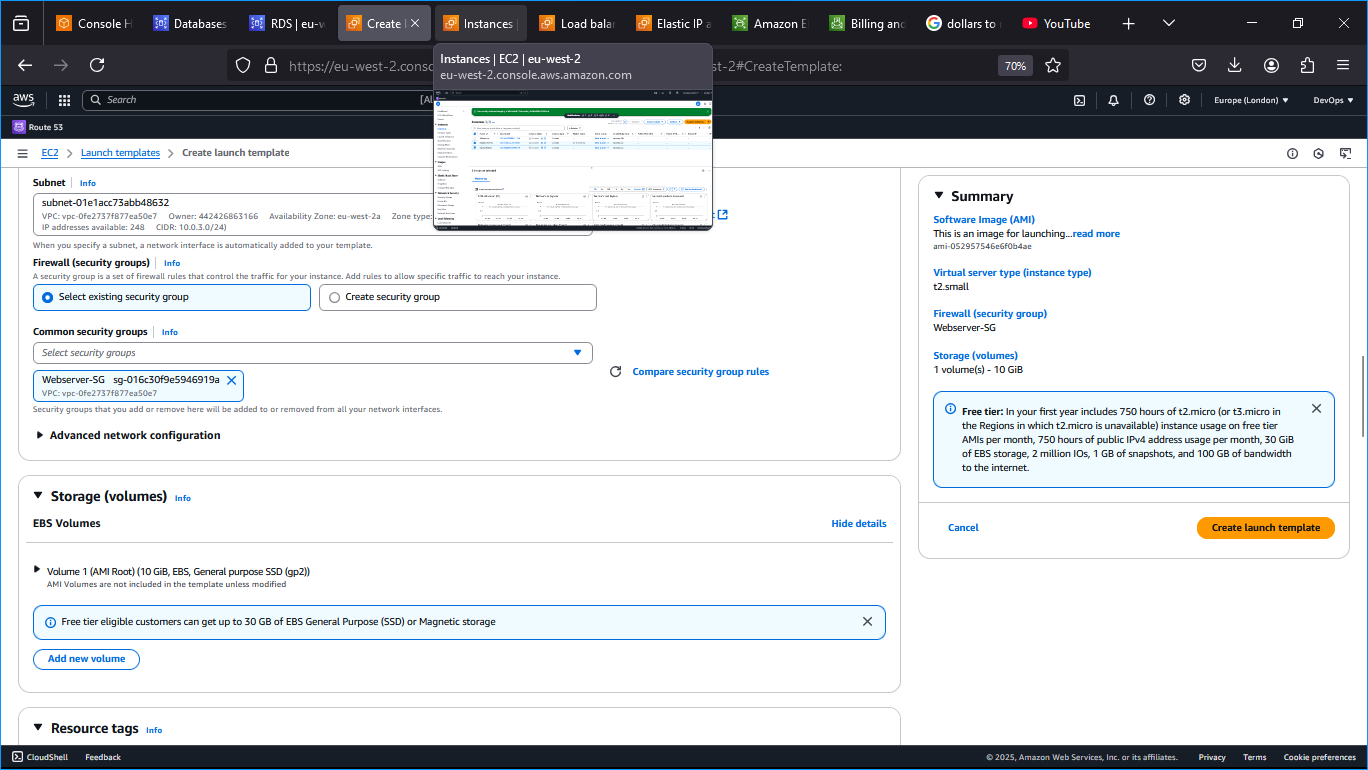 Console H
Databases
RDS | eu-w
Create
Instances
Load balan
Elastic IP a
Amazon E
Billing and
dollars to
YouTube
https://eu-west-2.conso
st-2#CreateTemplate:
70%
Instances | EC2 | eu-west-2
eu-west-2.console.aws.amazon.com
aws
Search
[Al
Europe (London)
DevOps
Route 53
EC2
Launch templates
Create launch template
Subnet
Info
subnet-01e1acc73abb48632
VPC: vpc-0fe2737f877ea50e7 Owner: 442426863166 Availability Zone: eu-west-2a Zone type:
IP addresses available: 248 CIDR: 10.0.3.0/24)
When you specify a subnet, a network interface is automatically added to your template.
Firewall (security groups)
Info
A security group is a set of firewall rules that control the traffic for your instance. Add rules to allow specific traffic to reach your instance.
Select existing security group
Create security group
Common security groups
Info
Select security groups
Webserver-SG sg-016c30f9e5946919a
VPC: vpc-0fe2737f877ea50e7
Compare security group rules
Security groups that you add or remove here will be added to or removed from all your network interfaces.
Advanced network configuration
Storage (volumes)
Info
EBS Volumes
Hide details
Volume 1 (AMI Root) (10 GiB, EBS, General purpose SSD (gp2))
AMI Volumes are not included in the template unless modified
Free tier eligible customers can get up to 30 GB of EBS General Purpose (SSD) or Magnetic storage
Add new volume
Resource tags
Info
Summary
Software Image (AMI)
This is an image for launching...read more
ami-052957546e6f0b4ae
Virtual server type (instance type)
t2.small
Firewall (security group)
Webserver-SG
Storage (volumes)
1 volume(s) - 10 GiB
Free tier: In your first year includes 750 hours of t2.micro (or t3.micro in
the Regions in which t2.micro is unavailable) instance usage on free tier
AMIs per month, 750 hours of public IPv4 address usage per month, 30 GiB
of EBS storage, 2 million IOs, 1 GB of snapshots, and 100 GB of bandwidth
to the internet.
Cancel
Create launch template
CloudShell
Feedback
© 2025, Amazon Web Services, Inc. or its affiliates.
Privacy
Terms
Cookie preferences